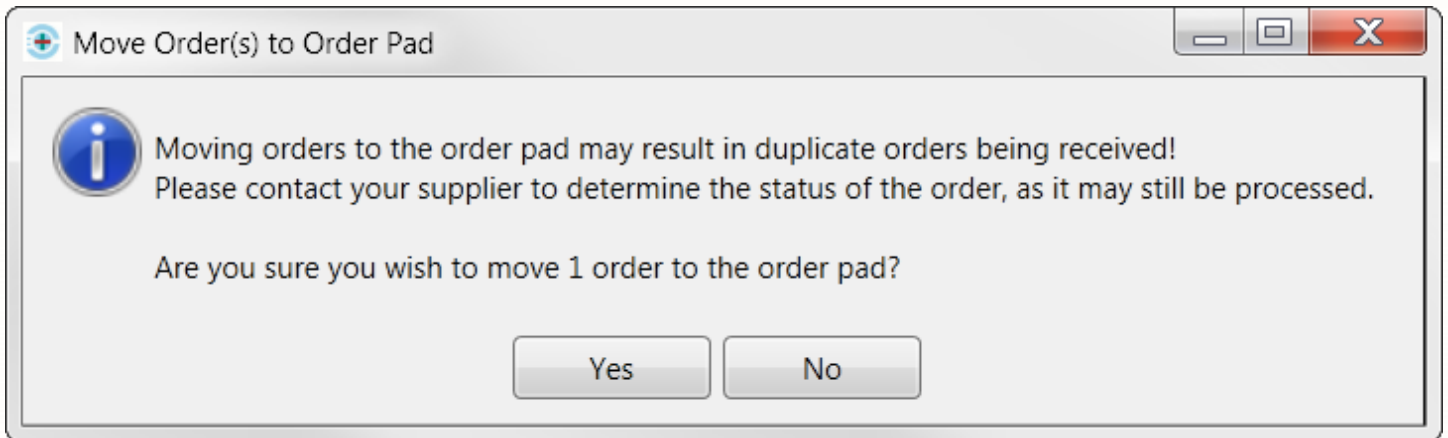 Move Order(s) to Order Pad
Moving orders to the order pad may result in duplicate orders being received!
Please contact your supplier to determine the status of the order, as it may still be processed.
Are you sure you wish to move 1 order to the order pad?
Yes
No